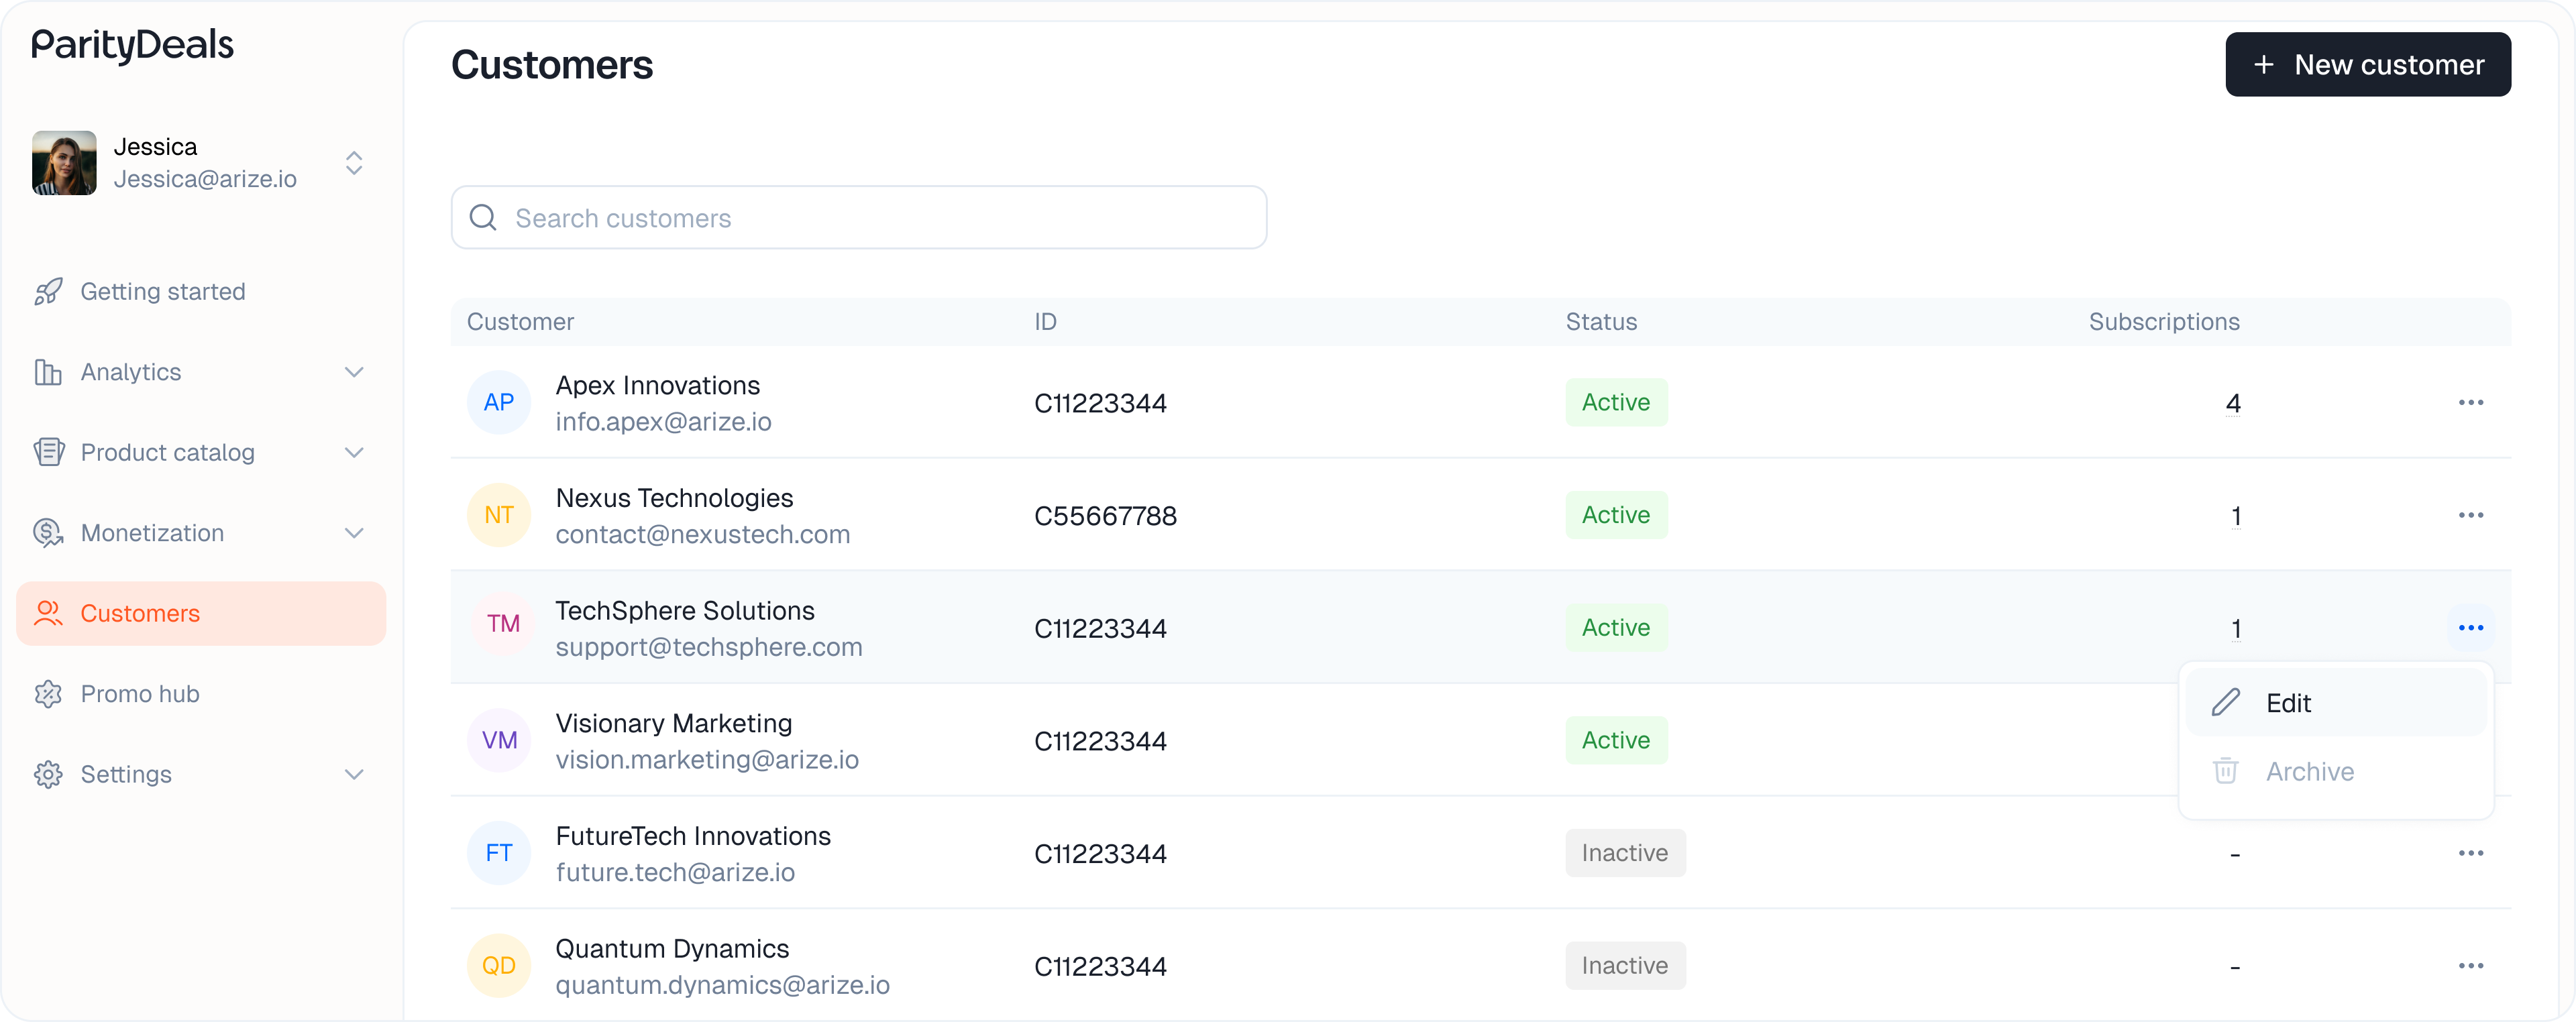 ParityDeals
Jessica
Jessica@arize.io
Getting started
Analytics
Product catalog
Monetization
Customers
Promo hub
Settings
Customers
+ New customer
Search customers
Customer ID Status Subscriptions
AP Apex Innovations
info.apex@arize.io
C11223344 Active 4
NT Nexus Technologies
contact@nexustech.com
C55667788 Active 1
TM TechSphere Solutions
support@techsphere.com
C11223344 Active 1
Edit
Archive
VM Visionary Marketing
vision.marketing@arize.io
C11223344 Active
FT FutureTech Innovations
future.tech@arize.io
C11223344 Inactive -
QD Quantum Dynamics
quantum.dynamics@arize.io
C11223344 Inactive -